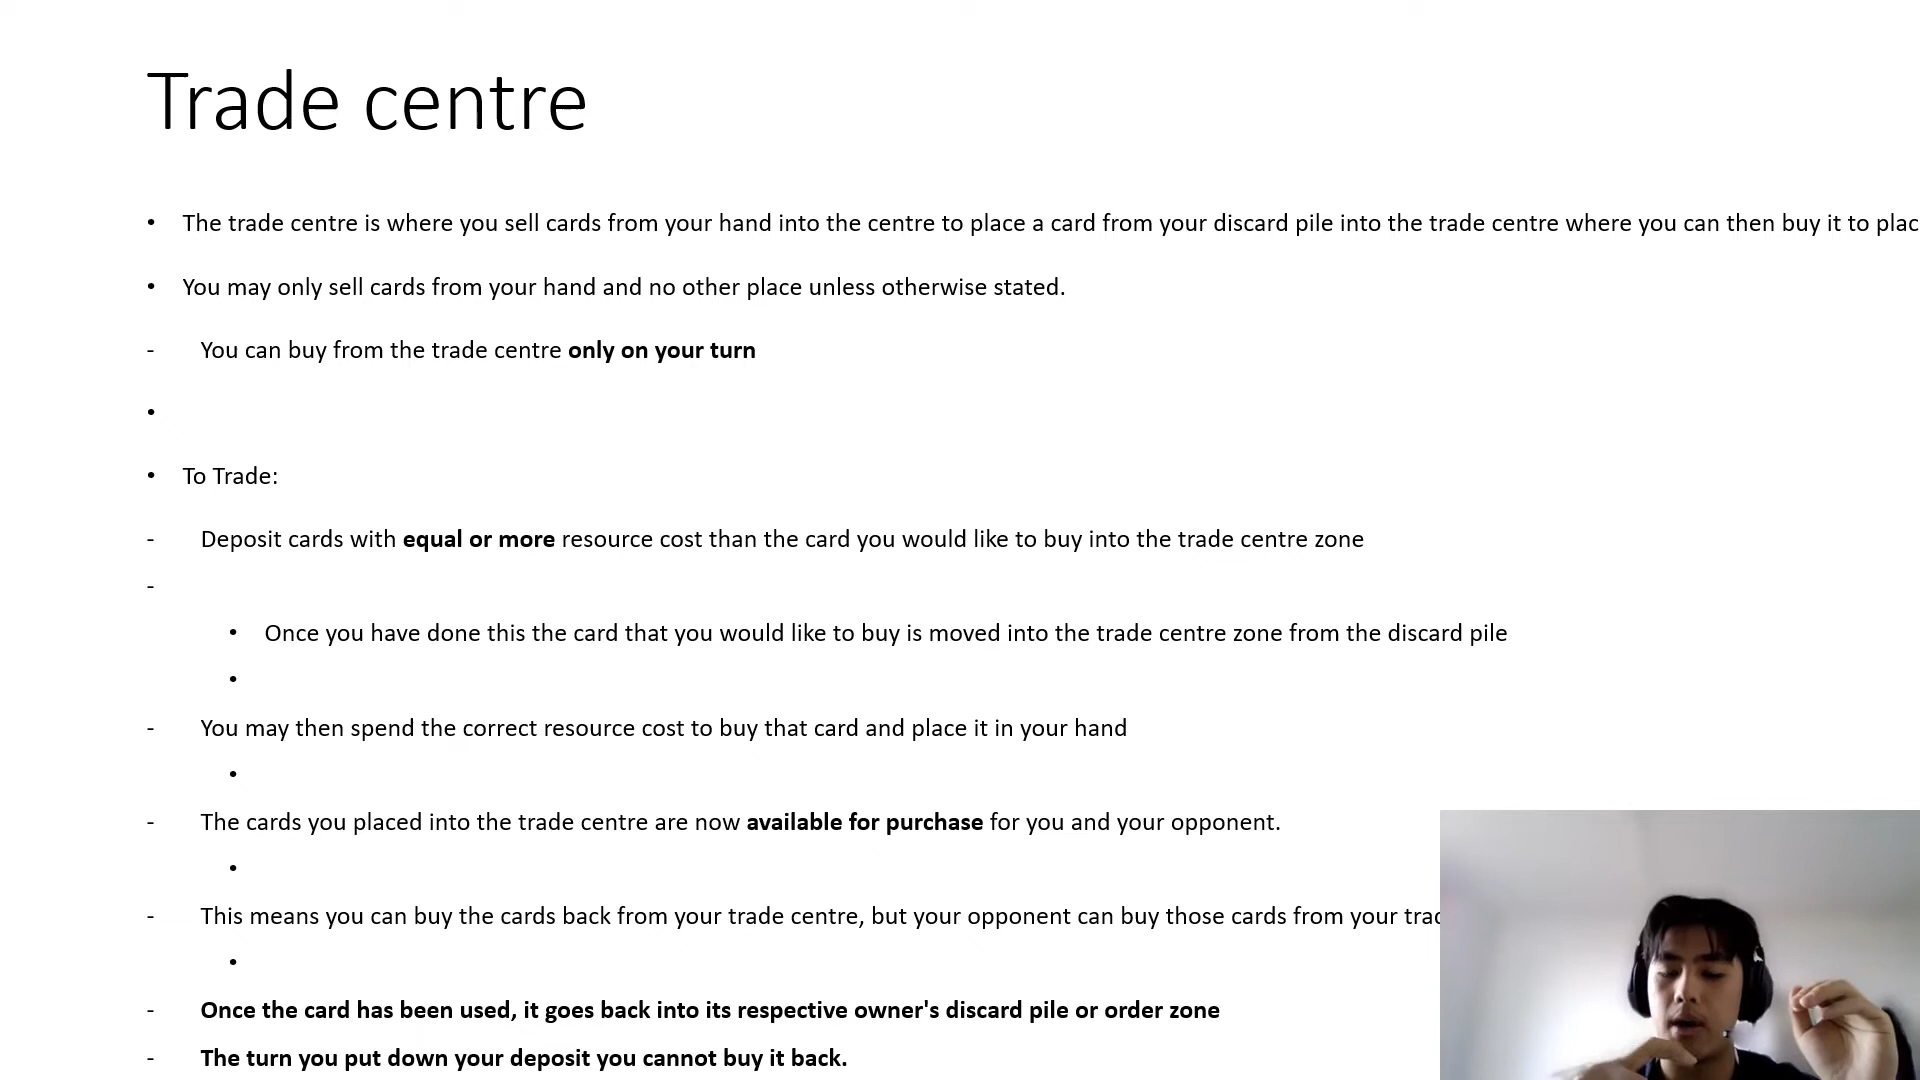 Trade centre
• The trade centre is where you sell cards from your hand into the centre to place a card from your discard pile into the trade centre where you can then buy it to plac
• You may only sell cards from your hand and no other place unless otherwise stated.
- You can buy from the trade centre only on your turn
•
• To Trade:
- Deposit cards with equal or more resource cost than the card you would like to buy into the trade centre zone
-
• Once you have done this the card that you would like to buy is moved into the trade centre zone from the discard pile
•
- You may then spend the correct resource cost to buy that card and place it in your hand
•
- The cards you placed into the trade centre are now available for purchase for you and your opponent.
•
- This means you can buy the cards back from your trade centre, but your opponent can buy those cards from your
•
- Once the card has been used, it goes back into its respective owner's discard pile or order zone
- The turn you put down your deposit you cannot buy it back.